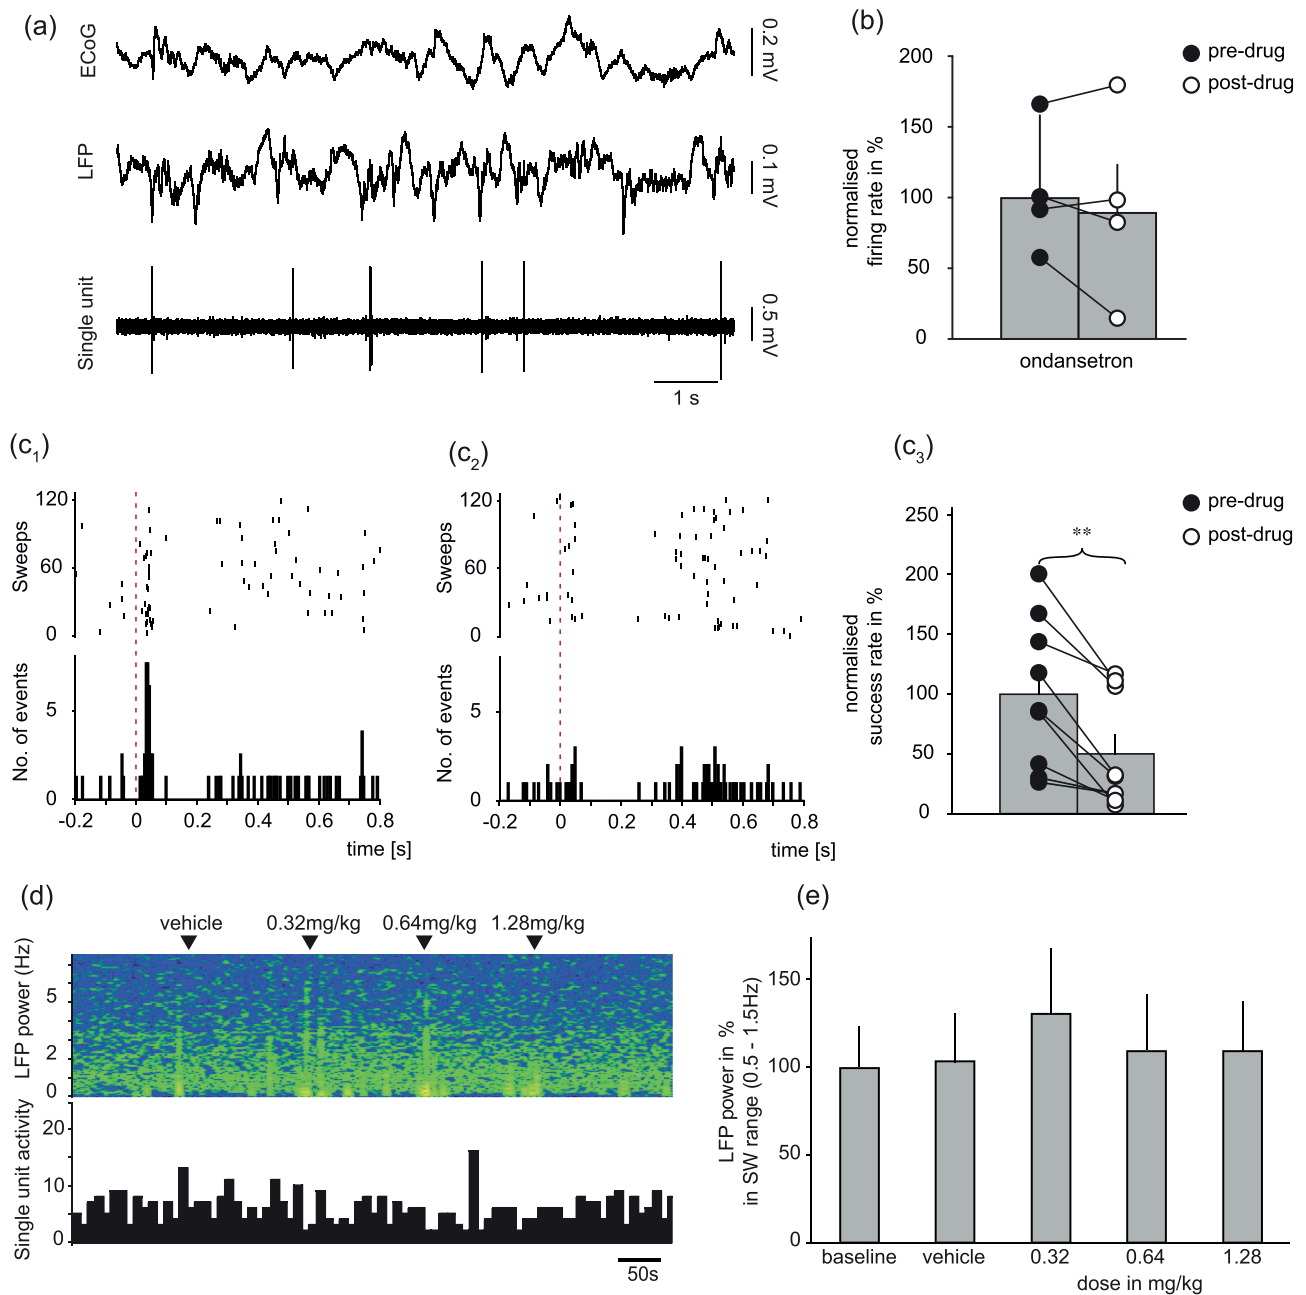 (a)
ECoG
0.2 mV
LFP
0.1 mV
Single unit
0.5 mV
1 s
(b)
pre-drug
post-drug
normalised
firing rate in %
200
150
100
50
0
ondansetron
(c1)
Sweeps
120
60
0
No. of events
5
0
-0.2 0 0.2 0.4 0.6 0.8
time [s]
(c2)
Sweeps
120
60
0
No. of events
5
0
-0.2 0 0.2 0.4 0.6 0.8
time [s]
(c3)
pre-drug
post-drug
**
normalised
success rate in %
250
200
150
100
50
0
(d)
vehicle 0.32mg/kg 0.64mg/kg 1.28mg/kg
LFP power (Hz)
5
2
0
Single unit activity
20
10
0
50s
(e)
LFP power in %
in SW range (0.5 - 1.5Hz)
150
100
50
0
baseline vehicle 0.32 0.64 1.28
dose in mg/kg